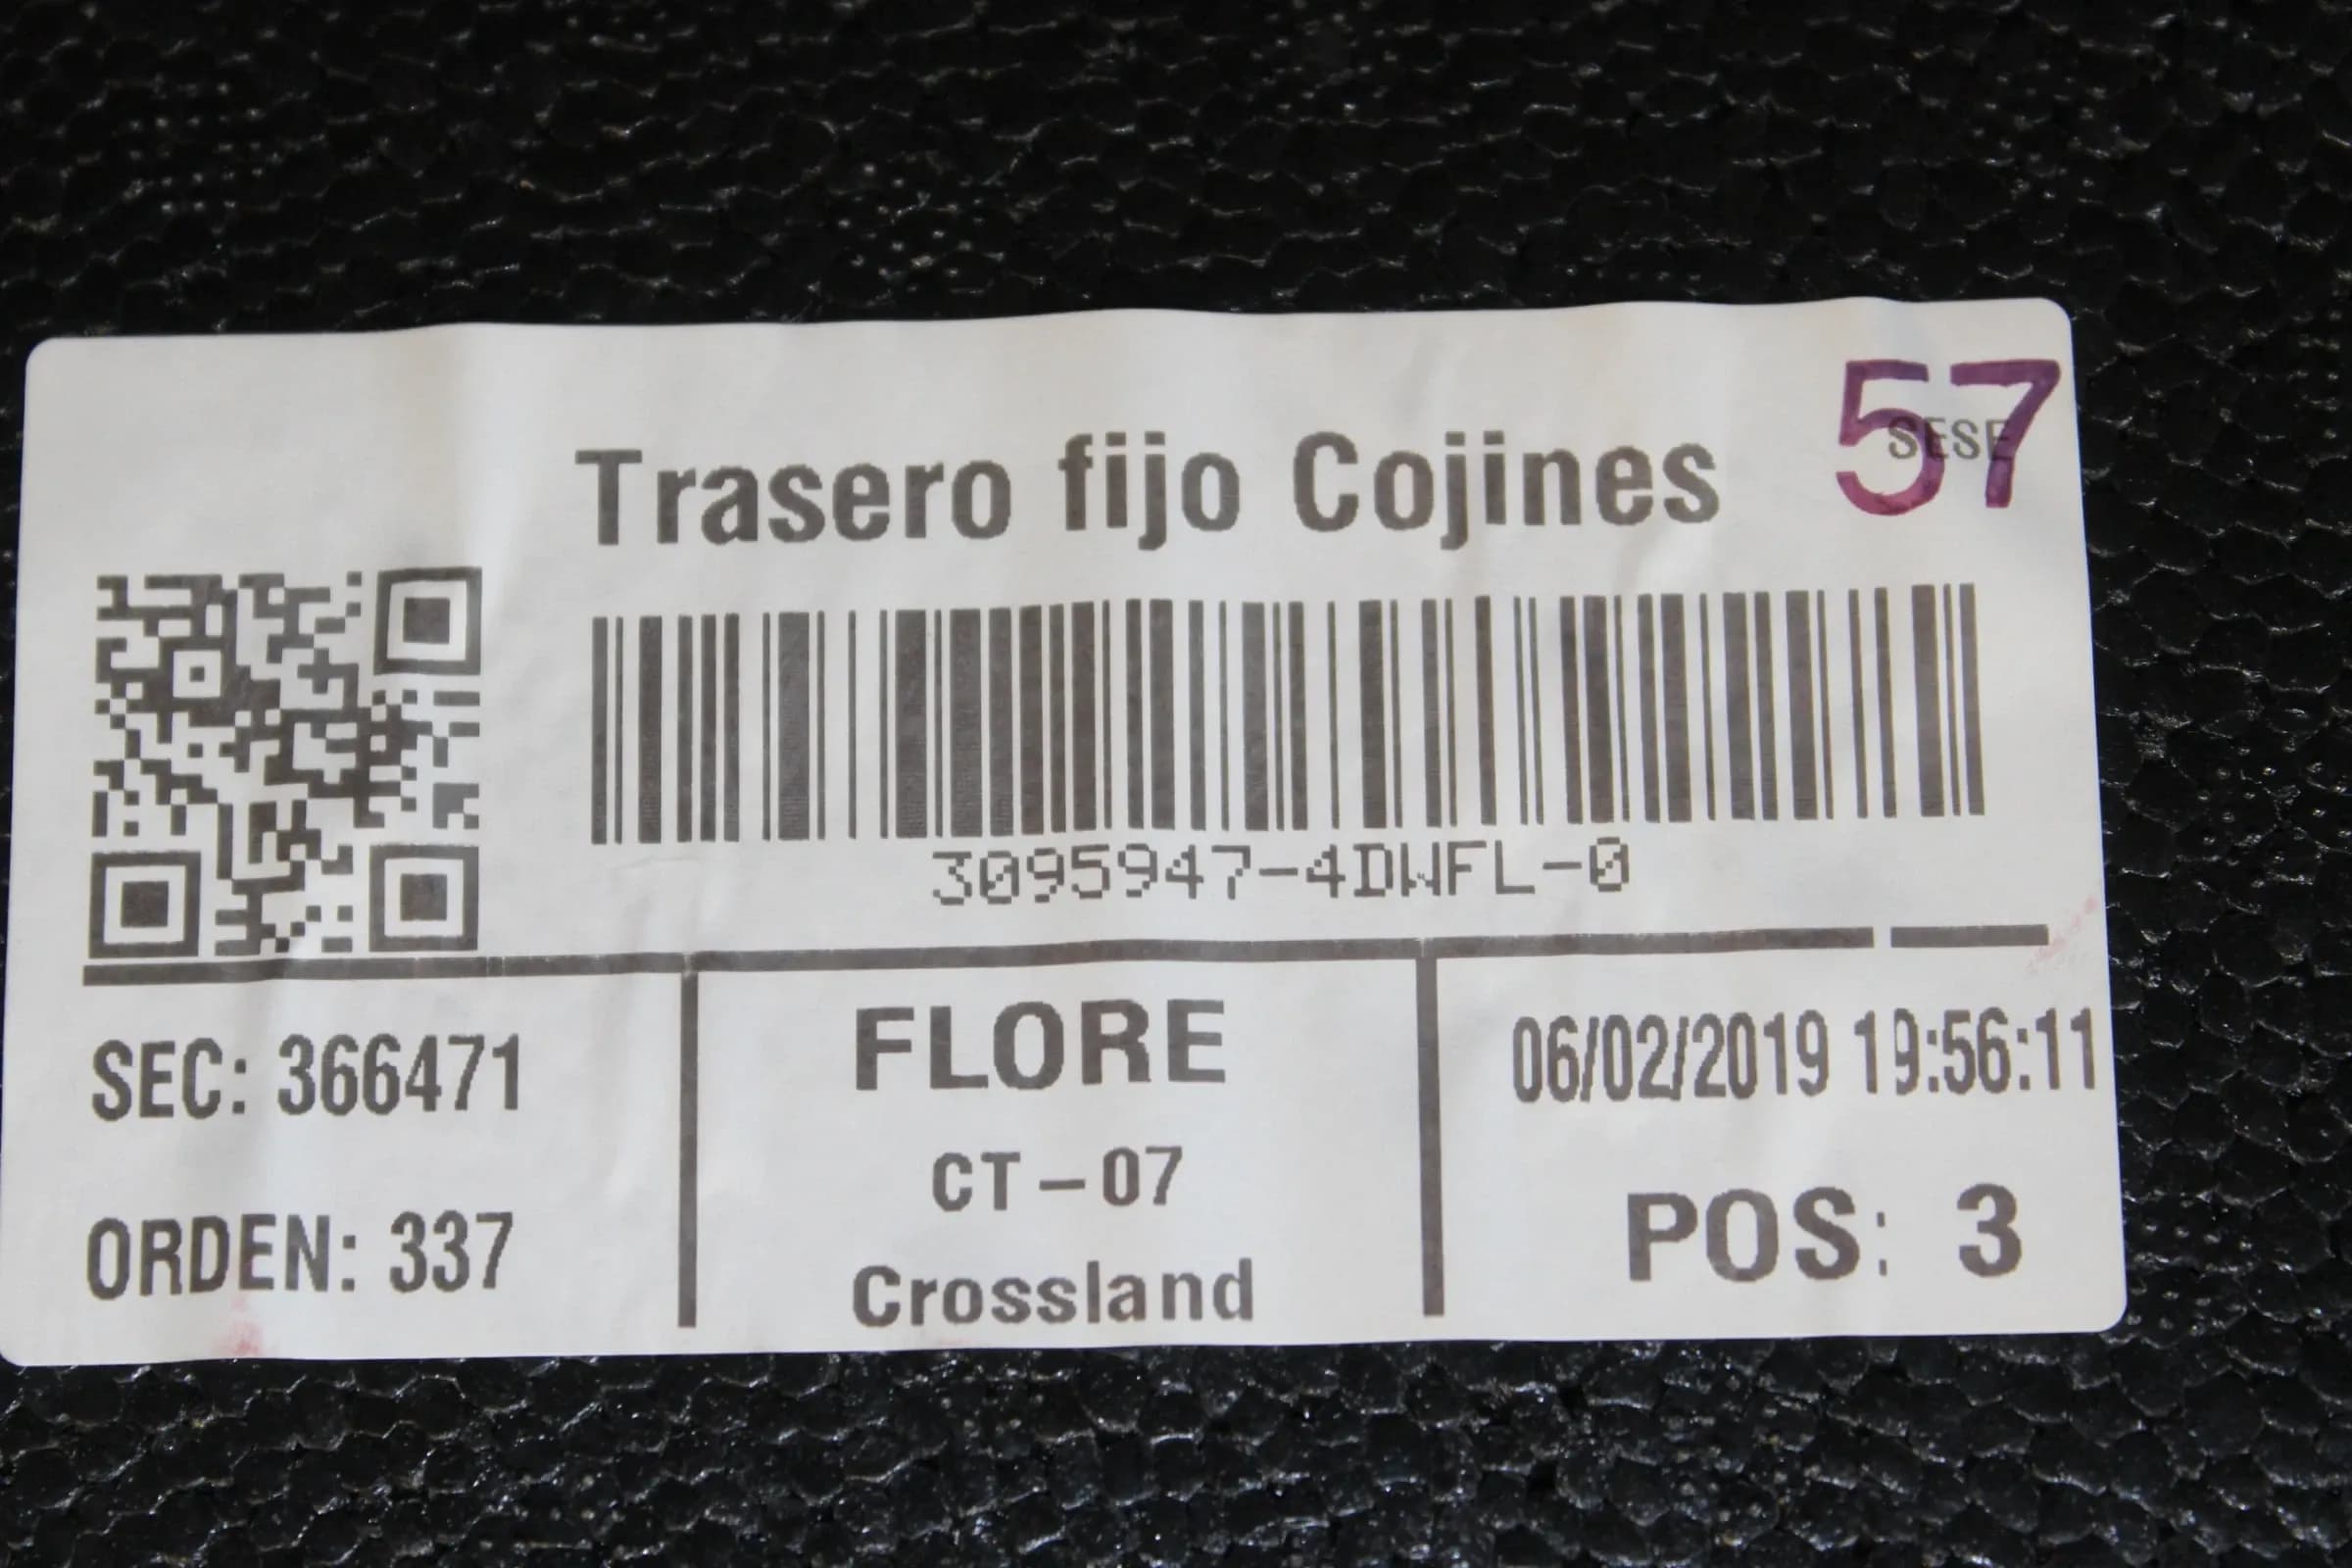 57
SESE
Trasero fijo Cojines
3095947-4DWFL-0
SEC: 366471
ORDEN: 337
FLORE
CT-07
Crossland
06/02/2019 19:56:11
POS: 3